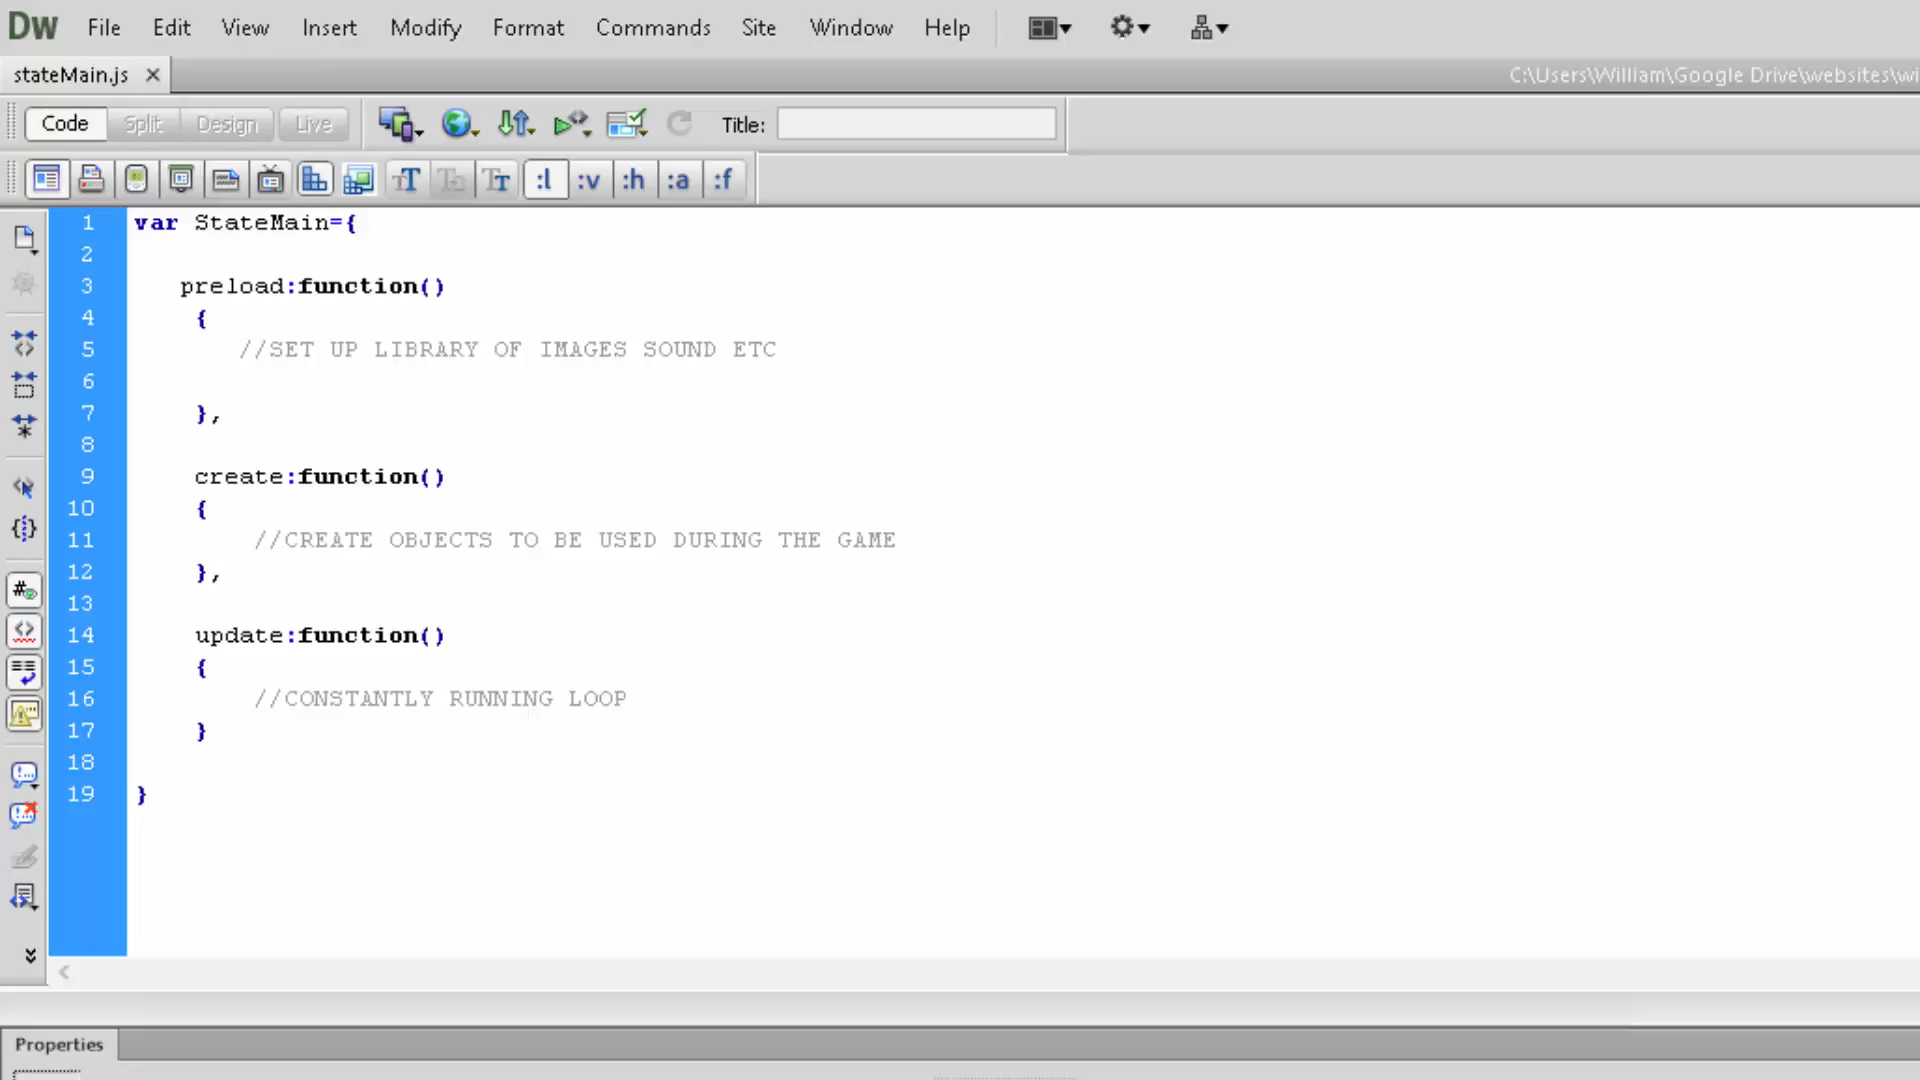 Dw File Edit View Insert Modify Format Commands Site Window Help
stateMain.js
C:\Users\William\Google Drive\websites\wi
Code Split Design Live Title:
:l :v :h :a :f
1 var StateMain={
2
3 preload:function()
4 {
5 //SET UP LIBRARY OF IMAGES SOUND ETC
6
7 },
8
9 create:function()
10 {
11 //CREATE OBJECTS TO BE USED DURING THE GAME
12 },
13
14 update:function()
15 {
16 //CONSTANTLY RUNNING LOOP
17 }
18
19 }
Properties